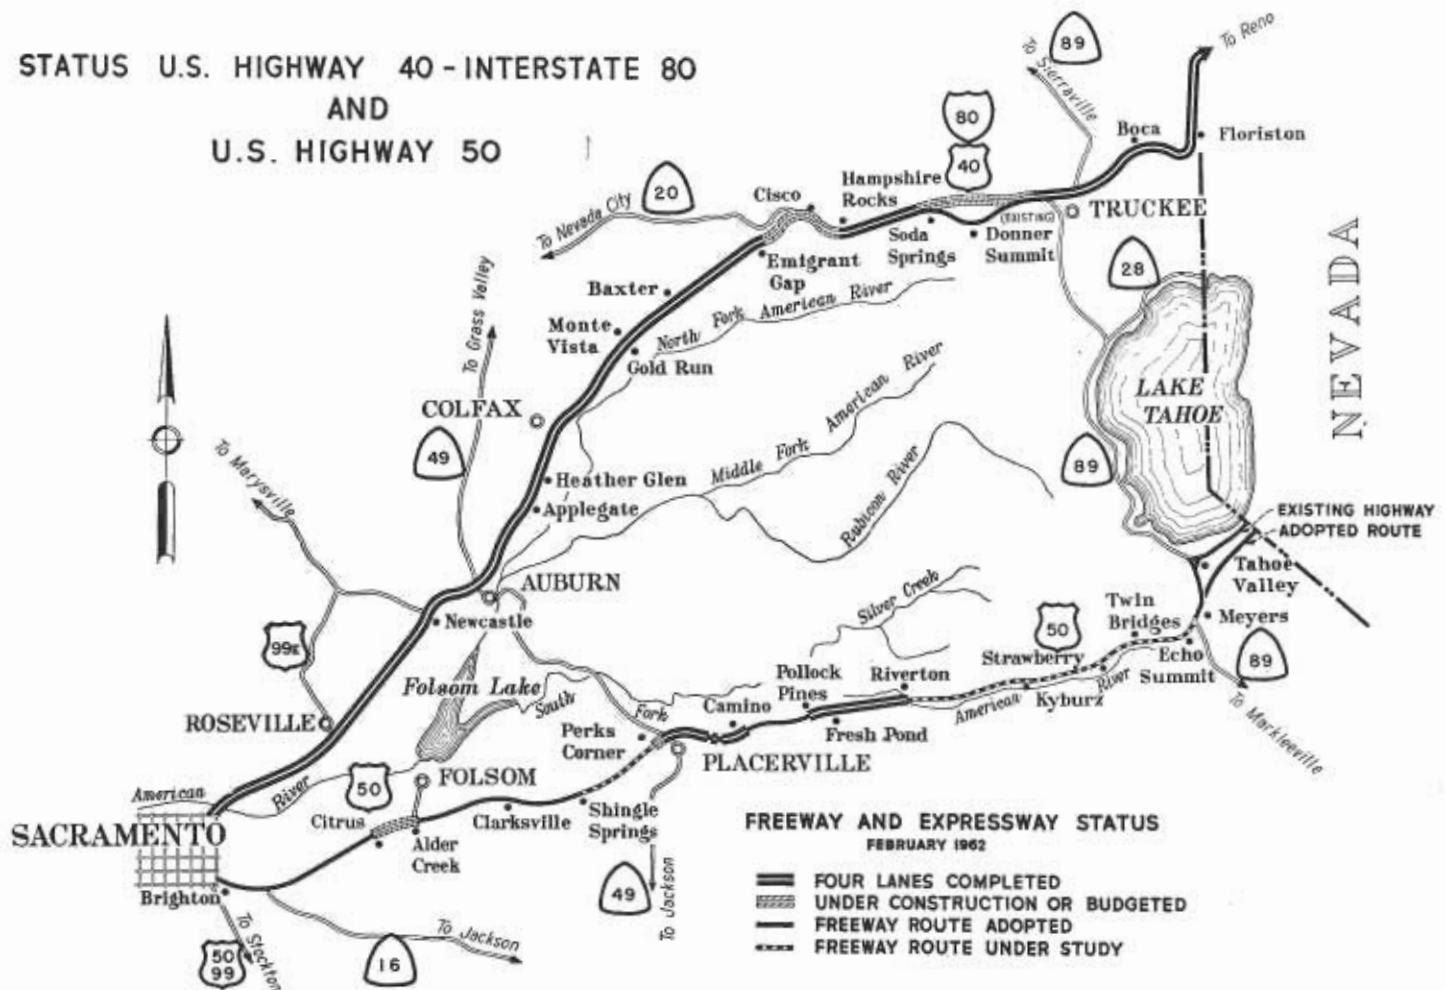 STATUS U.S. HIGHWAY 40 - INTERSTATE 80
AND
U.S. HIGHWAY 50
To Reno
89
To Sierraville
80
40
Boca
Floriston
20
To Nevada City
Cisco
Hampshire
Rocks
(EXISTING)
TRUCKEE
Soda
Springs
Donner
Summit
Emigrant
Gap
28
NEVADA
Baxter
North Fork American River
Monte
Vista
Gold Run
To Grass Valley
COLFAX
49
LAKE
TAHOE
Middle Fork American River
Rubicon River
89
To Marysville
Heather Glen
Applegate
EXISTING HIGHWAY
ADOPTED ROUTE
Tahoe
Valley
AUBURN
Newcastle
Silver Creek
Twin
Bridges
Meyers
50
99E
Strawberry
Echo
Summit
89
To Markleeville
Folsom Lake
South Fork American River
Pollock
Pines
Riverton
Kyburz
Camino
Fresh Pond
ROSEVILLE
Perks
Corner
PLACERVILLE
American River
50
FOLSOM
SACRAMENTO
Citrus
Alder
Creek
Clarksville
Shingle
Springs
49
To Jackson
Brighton
To Stockton
50
99
16
To Jackson
FREEWAY AND EXPRESSWAY STATUS
FEBRUARY 1962
FOUR LANES COMPLETED
UNDER CONSTRUCTION OR BUDGETED
FREEWAY ROUTE ADOPTED
FREEWAY ROUTE UNDER STUDY